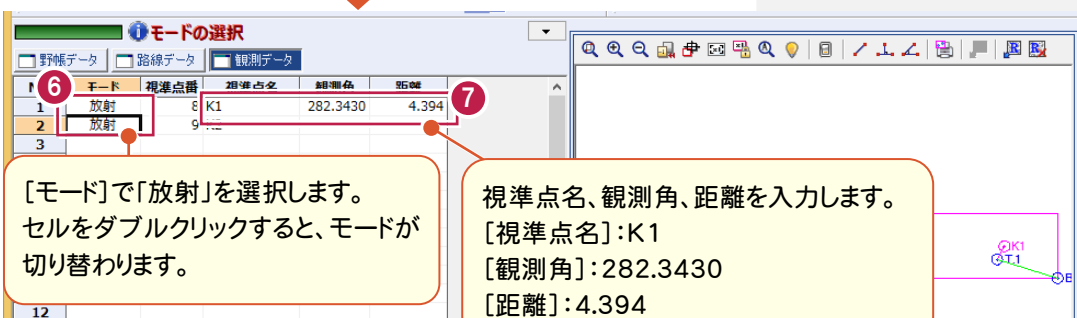 モードの選択
野帳データ 路線データ 観測データ
モード 視準点番 視準点名 観測角 距離
1 放射 8 K1 282.3430 4.394
2 放射 9
3
12
6
7
[モード]で「放射」を選択します。
セルをダブルクリックすると、モードが
切り替わります。
視準点名、観測角、距離を入力します。
[視準点名]:K1
[観測角]:282.3430
[距離]:4.394
K1
T.1